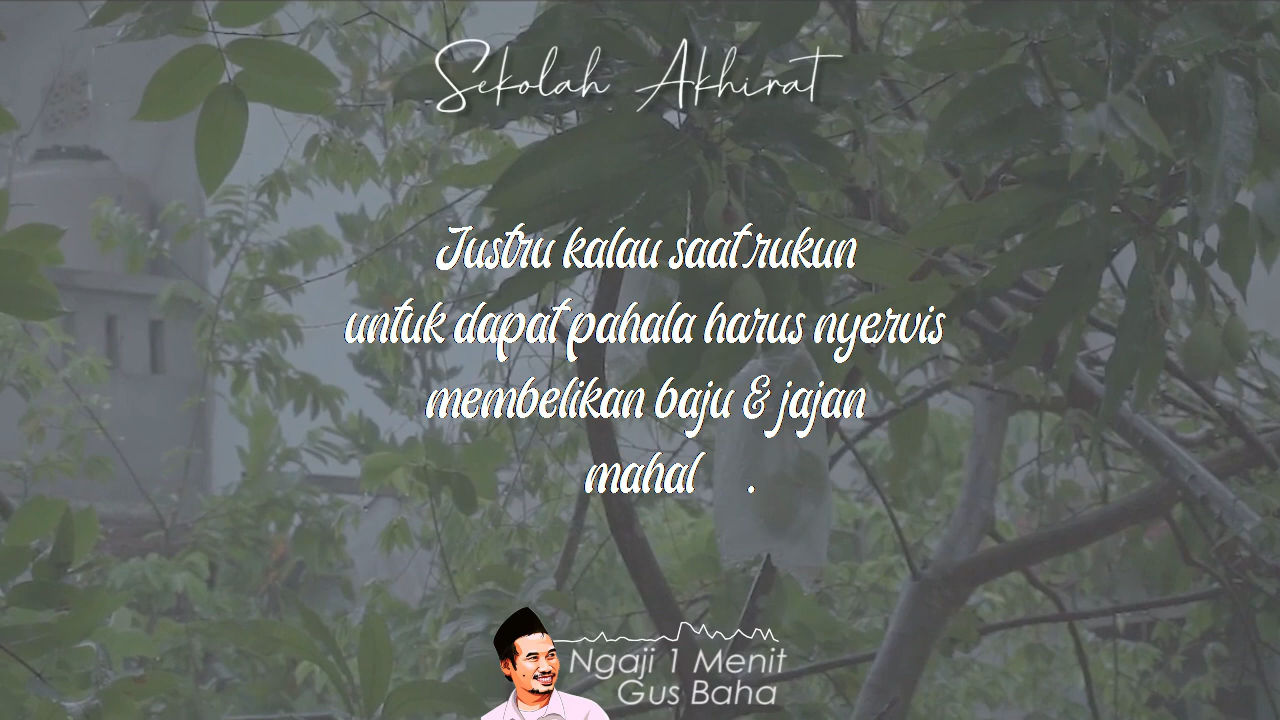 Sekolah Akhirat
Justru kalau saat rukun
untuk dapat pahala harus nyervis
membelikan baju & jajan
mahal .
Ngaji 1 Menit
Gus Baha